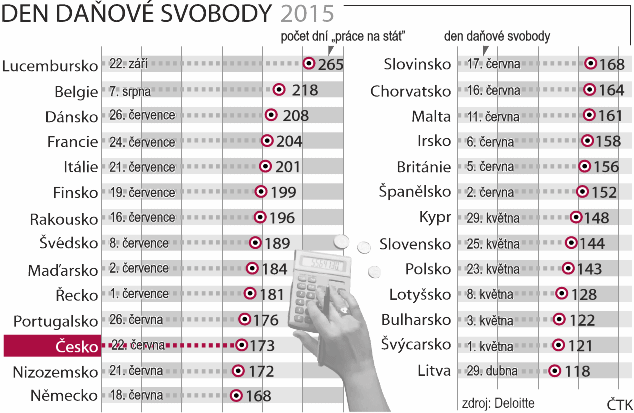 DEN DAŇOVÉ SVOBODY 2015
počet dní „práce na stát”
Lucembursko 22. září 265
Belgie 7. srpna 218
Dánsko 26. července 208
Francie 24. července 204
Itálie 21. července 201
Finsko 19. července 199
Rakousko 16. července 196
Švédsko 8. července 189
Maďarsko 2. července 184
Řecko 1. července 181
Portugalsko 26. června 176
Česko 22. června 173
Nizozemsko 21. června 172
Německo 18. června 168
den daňové svobody
Slovinsko 17. června 168
Chorvatsko 16. června 164
Malta 11. června 161
Irsko 6. června 158
Británie 5. června 156
Španělsko 2. června 152
Kypr 29. května 148
Slovensko 25. května 144
Polsko 23. května 143
Lotyšsko 8. května 128
Bulharsko 3. května 122
Švýcarsko 1. května 121
Litva 29. dubna 118
zdroj: Deloitte
ČTK